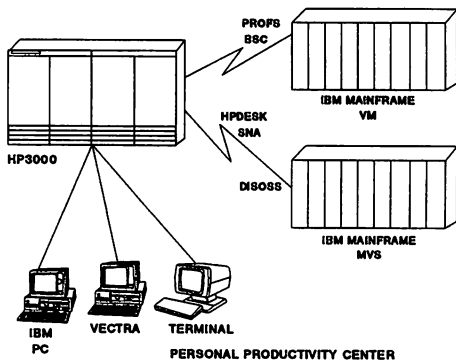 PROFS
BSC
IBM MAINFRAME
VM
HP3000
HPDESK
SNA
DISOSS
IBM MAINFRAME
MVS
IBM
PC
VECTRA
TERMINAL
PERSONAL PRODUCTIVITY CENTER